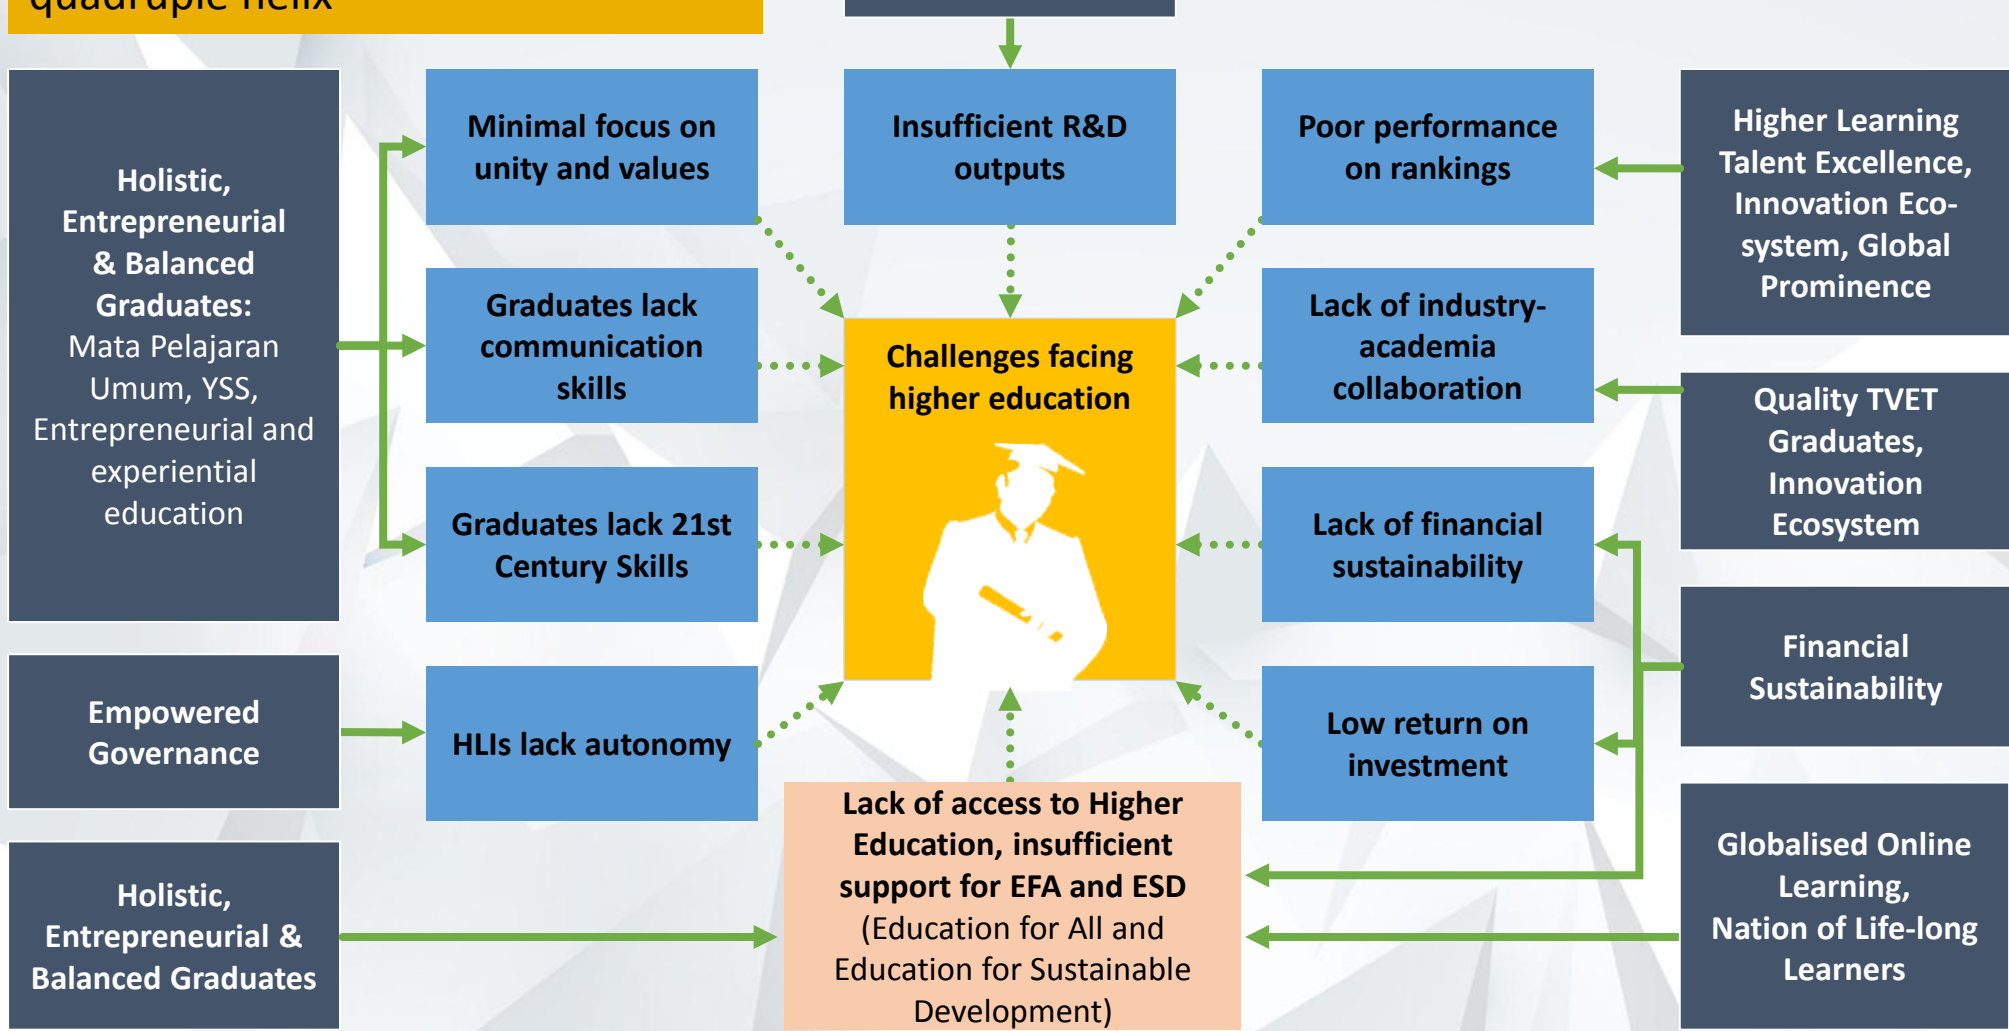 quadruple helix
Holistic,
Entrepreneurial
& Balanced
Graduates:
Mata Pelajaran
Umum, YSS,
Entrepreneurial and
experiential
education
Empowered
Governance
Holistic,
Entrepreneurial &
Balanced Graduates
Minimal focus on
unity and values
Graduates lack
communication
skills
Graduates lack 21st
Century Skills
HLIs lack autonomy
Insufficient R&D
outputs
Challenges facing
higher education
Lack of access to Higher
Education, insufficient
support for EFA and ESD
(Education for All and
Education for Sustainable
Development)
Poor performance
on rankings
Lack of industry-
academia
collaboration
Lack of financial
sustainability
Low return on
investment
Higher Learning
Talent Excellence,
Innovation Eco-
system, Global
Prominence
Quality TVET
Graduates,
Innovation
Ecosystem
Financial
Sustainability
Globalised Online
Learning,
Nation of Life-long
Learners